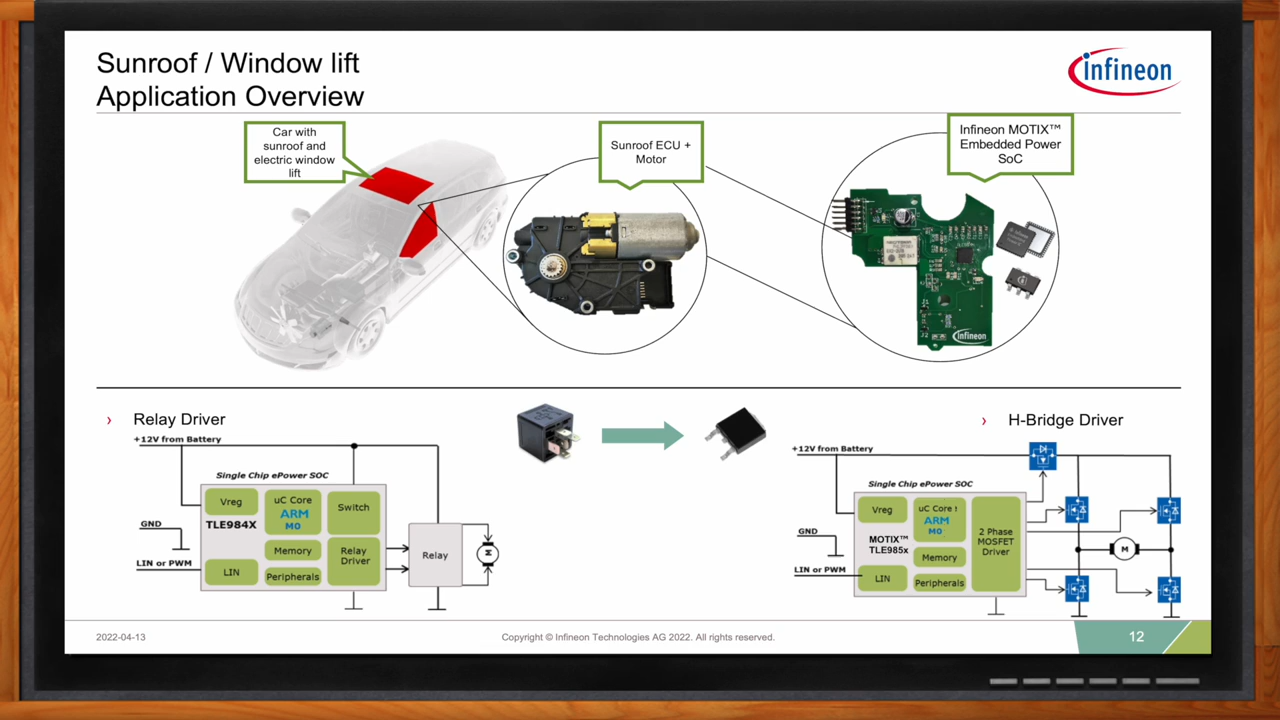 Sunroof / Window lift
Application Overview
infineon
Car with
sunroof and
electric window
lift
Sunroof ECU +
Motor
Infineon MOTIX™
Embedded Power
SoC
J1
J2
infineon
› Relay Driver
+12V from Battery
Single Chip ePower SOC
Vreg
uC Core
ARM
M0
Switch
TLE984X
GND
Memory
Relay
Driver
LIN or PWM
LIN
Peripherals
Relay
M
› H-Bridge Driver
+12V from Battery
Single Chip ePower SOC
Vreg
uC Core
ARM
M0
2 Phase
MOSFET
Driver
GND
MOTIX™
TLE985x
Memory
LIN or PWM
LIN
Peripherals
M
2022-04-13
Copyright © Infineon Technologies AG 2022. All rights reserved.
12